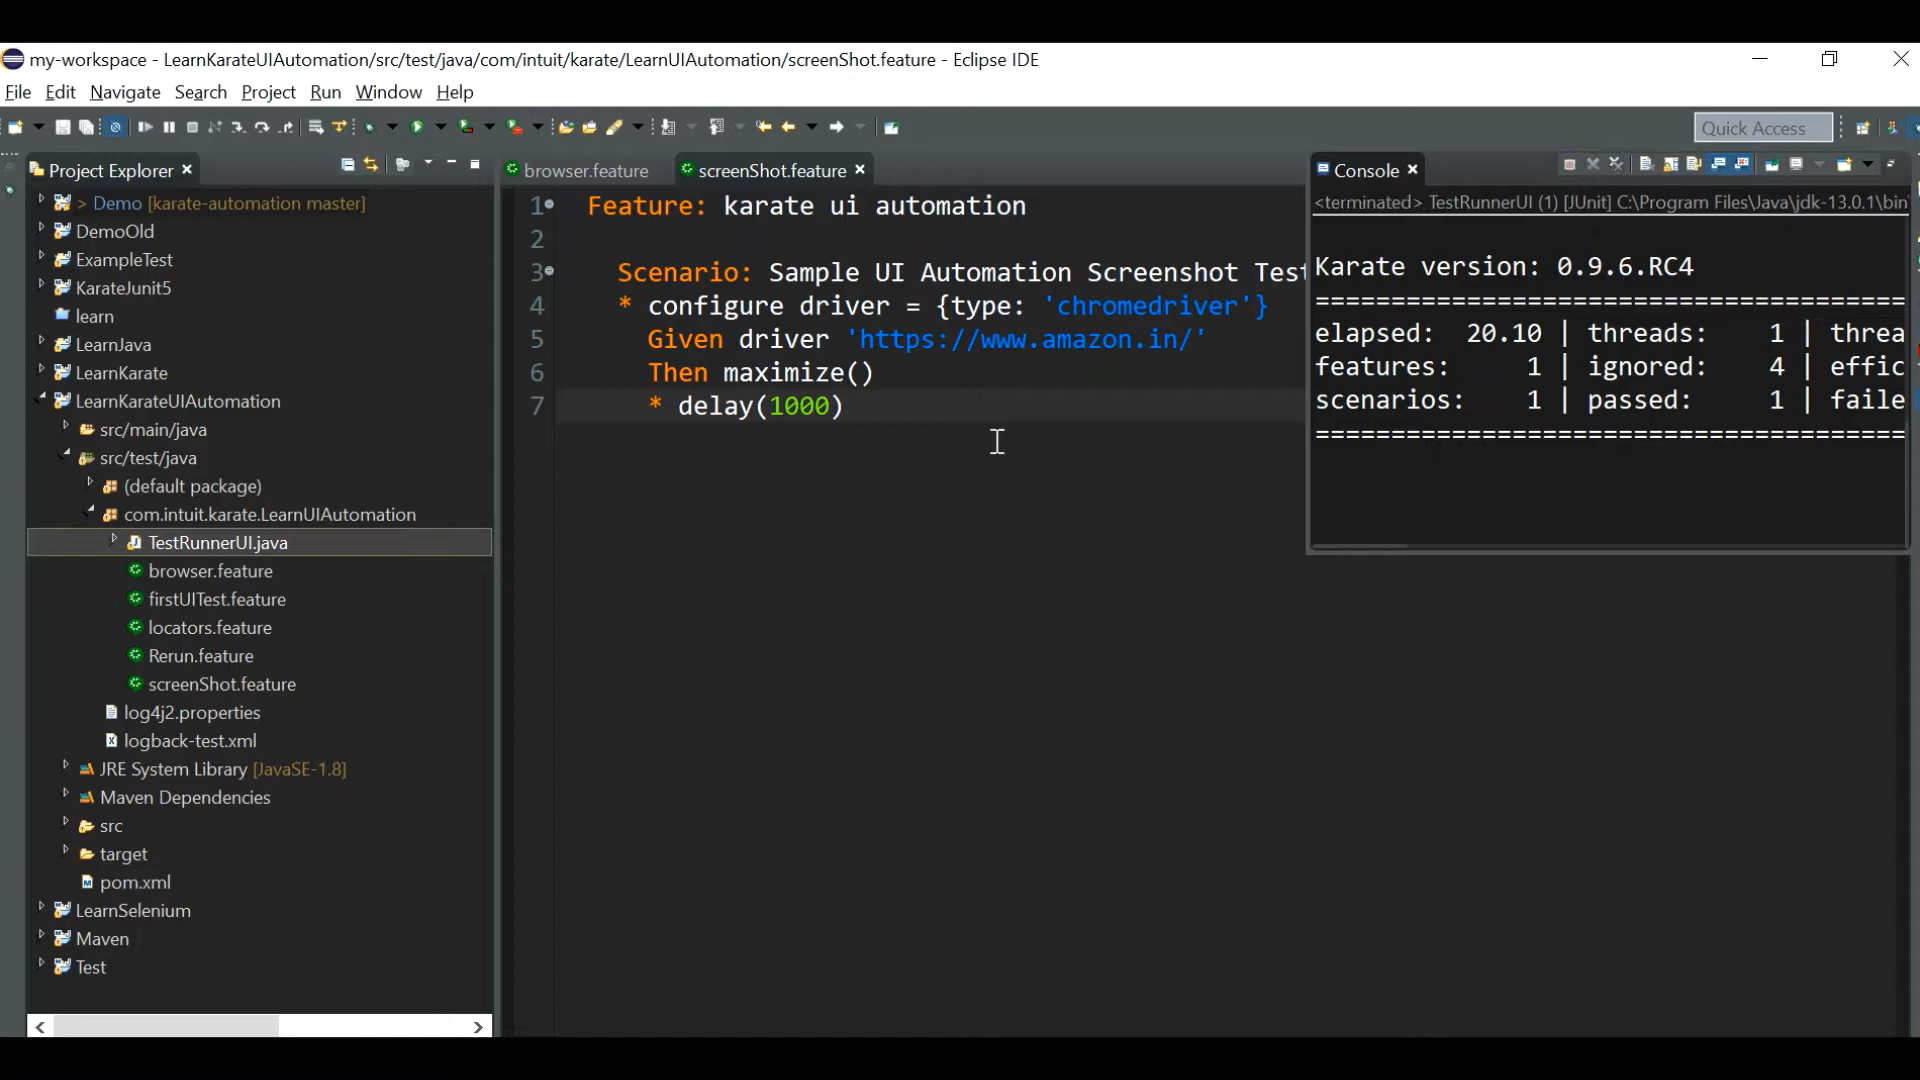 my-workspace - LearnKarateUIAutomation/src/test/java/com/intuit/karate/LearnUIAutomation/screenShot.feature - Eclipse IDE
File Edit Navigate Search Project Run Window Help
Quick Access
Project Explorer
> Demo [karate-automation master]
DemoOld
ExampleTest
KarateJunit5
learn
LearnJava
LearnKarate
LearnKarateUIAutomation
src/main/java
src/test/java
(default package)
com.intuit.karate.LearnUIAutomation
TestRunnerUI.java
browser.feature
firstUITest.feature
locators.feature
Rerun.feature
screenShot.feature
log4j2.properties
logback-test.xml
JRE System Library [JavaSE-1.8]
Maven Dependencies
src
target
pom.xml
LearnSelenium
Maven
Test
browser.feature screenShot.feature
1 Feature: karate ui automation
2
3 Scenario: Sample UI Automation Screenshot Test
4 * configure driver = {type: 'chromedriver'}
5 Given driver 'https://www.amazon.in/'
6 Then maximize()
7 * delay(1000)
Console
<terminated> TestRunnerUI (1) [JUnit] C:\Program Files\Java\jdk-13.0.1\bin\
Karate version: 0.9.6.RC4
=======================================
elapsed: 20.10 | threads: 1 | threa
features: 1 | ignored: 4 | effic
scenarios: 1 | passed: 1 | faile
=======================================